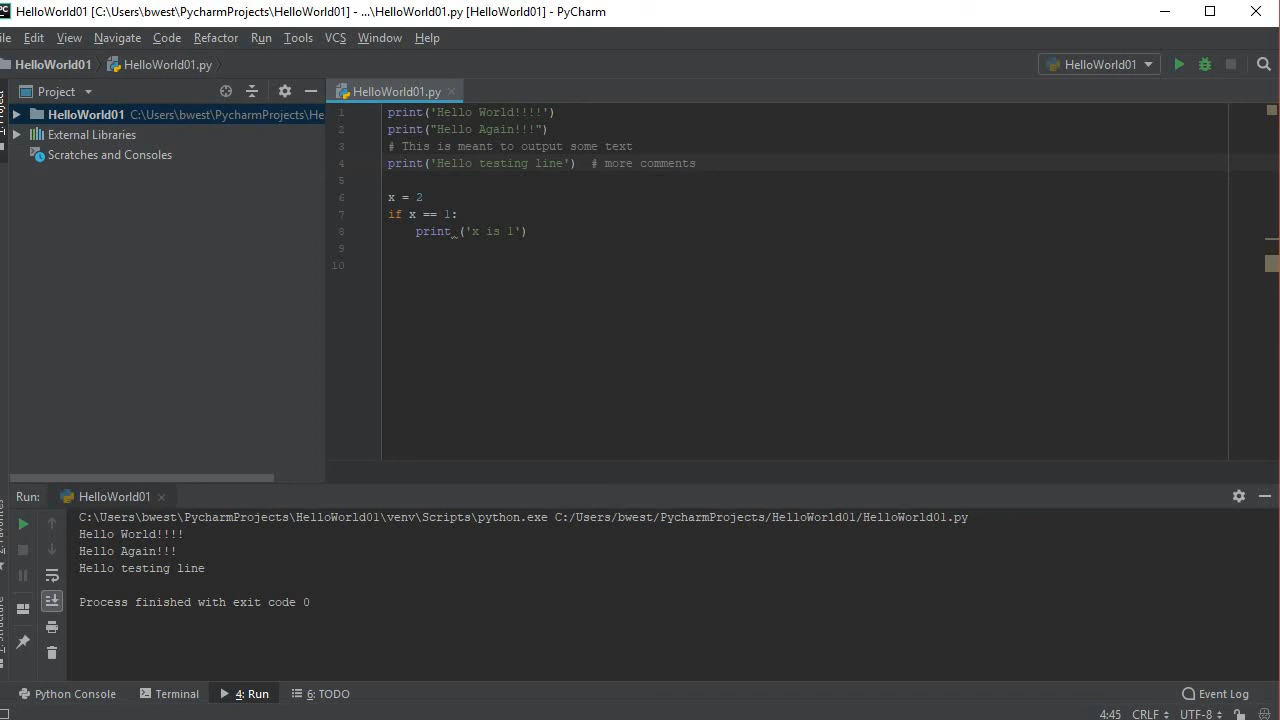 HelloWorld01 [C:\Users\bwest\PycharmProjects\HelloWorld01] - ...\HelloWorld01.py [HelloWorld01] - PyCharm
ile Edit View Navigate Code Refactor Run Tools VCS Window Help
HelloWorld01 HelloWorld01.py HelloWorld01
Project HelloWorld01.py
HelloWorld01 C:\Users\bwest\PycharmProjects\He
External Libraries
Scratches and Consoles
1 print('Hello World!!!!')
2 print("Hello Again!!!")
3 # This is meant to output some text
4 print('Hello testing line')  # more comments
5
6 x = 2
7 if x == 1:
8     print ('x is 1')
9
10
Run: HelloWorld01
C:\Users\bwest\PycharmProjects\HelloWorld01\venv\Scripts\python.exe C:/Users/bwest/PycharmProjects/HelloWorld01/HelloWorld01.py
Hello World!!!!
Hello Again!!!
Hello testing line
Process finished with exit code 0
Python Console Terminal 4: Run 6: TODO Event Log
4:45 CRLF UTF-8